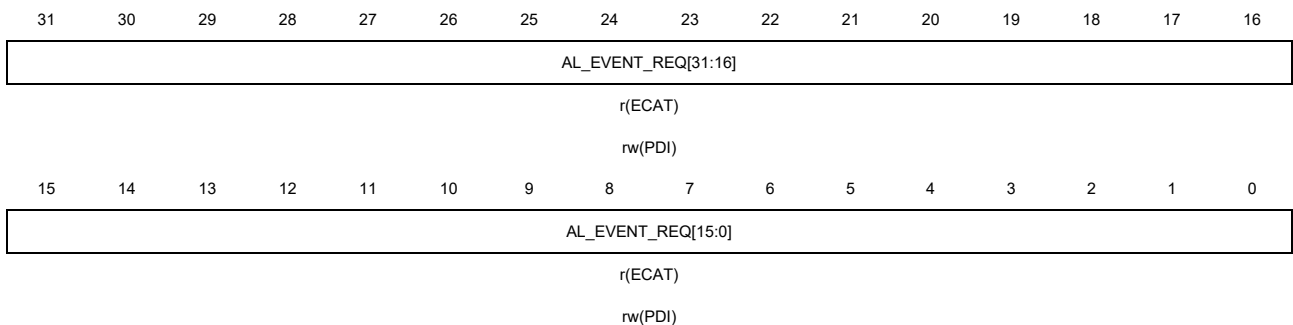 31 30 29 28 27 26 25 24 23 22 21 20 19 18 17 16
AL_EVENT_REQ[31:16]
r(ECAT)
rw(PDI)
15 14 13 12 11 10 9 8 7 6 5 4 3 2 1 0
AL_EVENT_REQ[15:0]
r(ECAT)
rw(PDI)